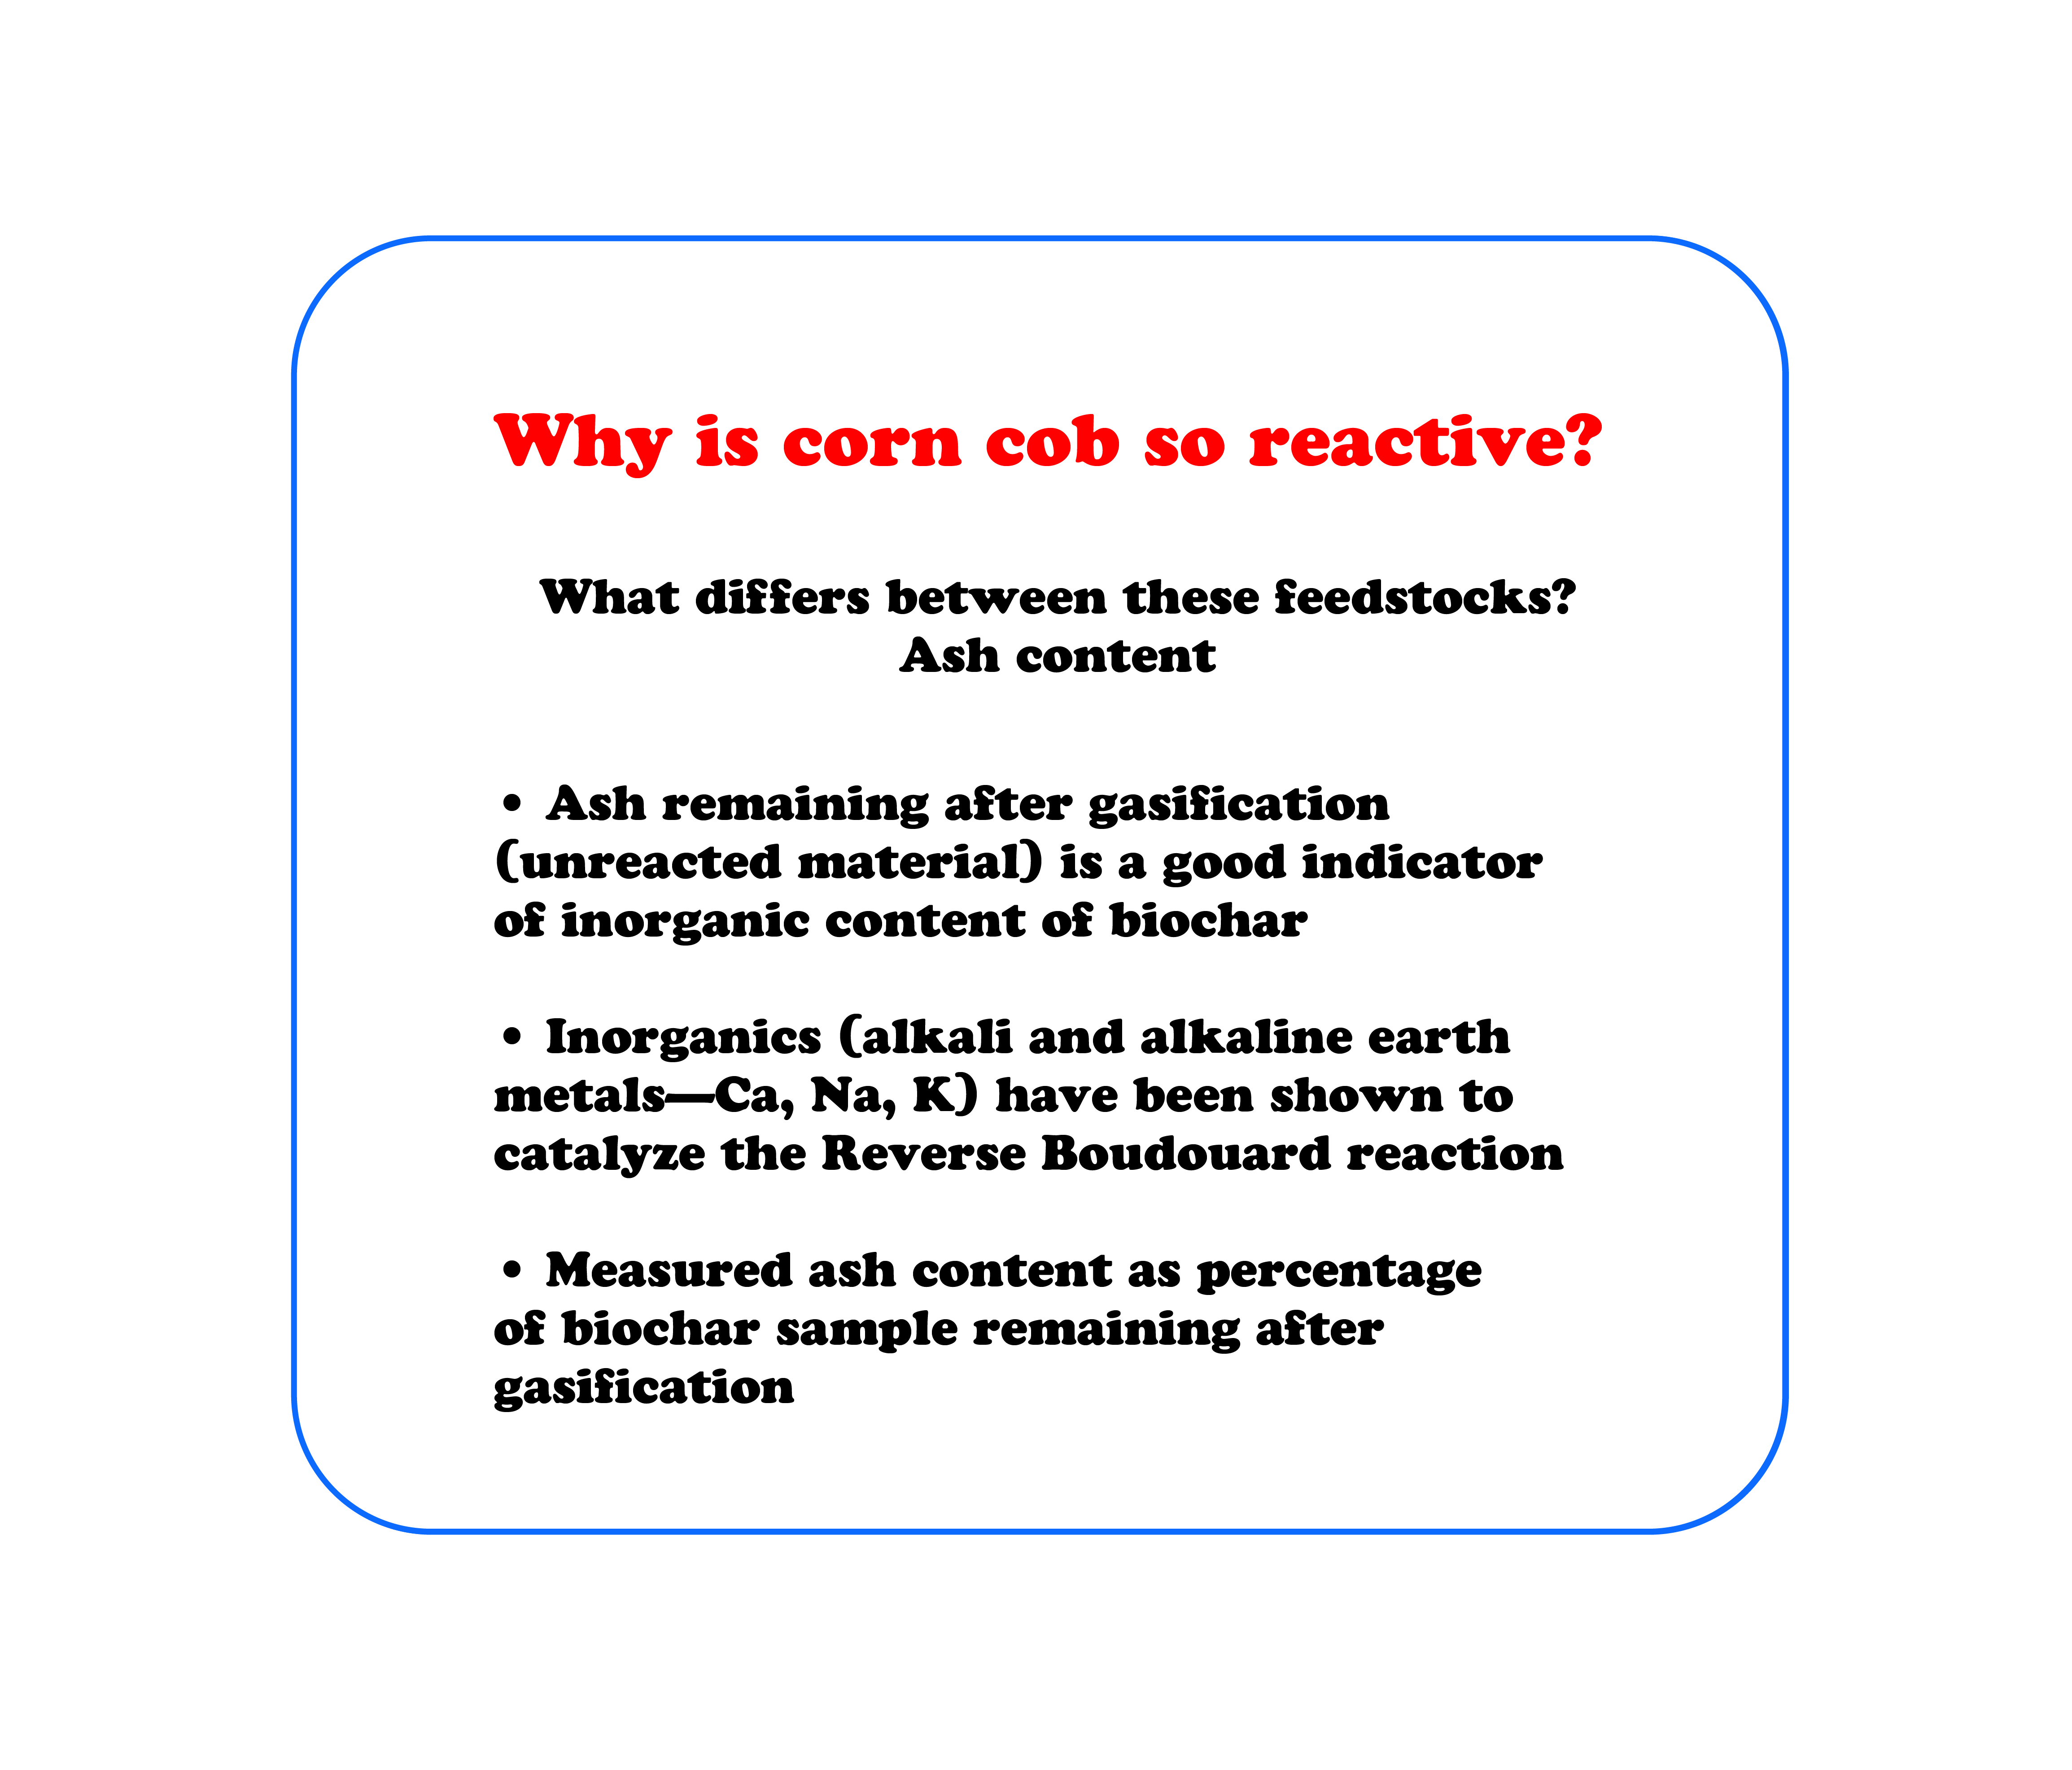 Why is corn cob so reactive?
What differs between these feedstocks?
Ash content
• Ash remaining after gasification
(unreacted material) is a good indicator
of inorganic content of biochar
• Inorganics (alkali and alkaline earth
metals—Ca, Na, K) have been shown to
catalyze the Reverse Boudouard reaction
• Measured ash content as percentage
of biochar sample remaining after
gasification